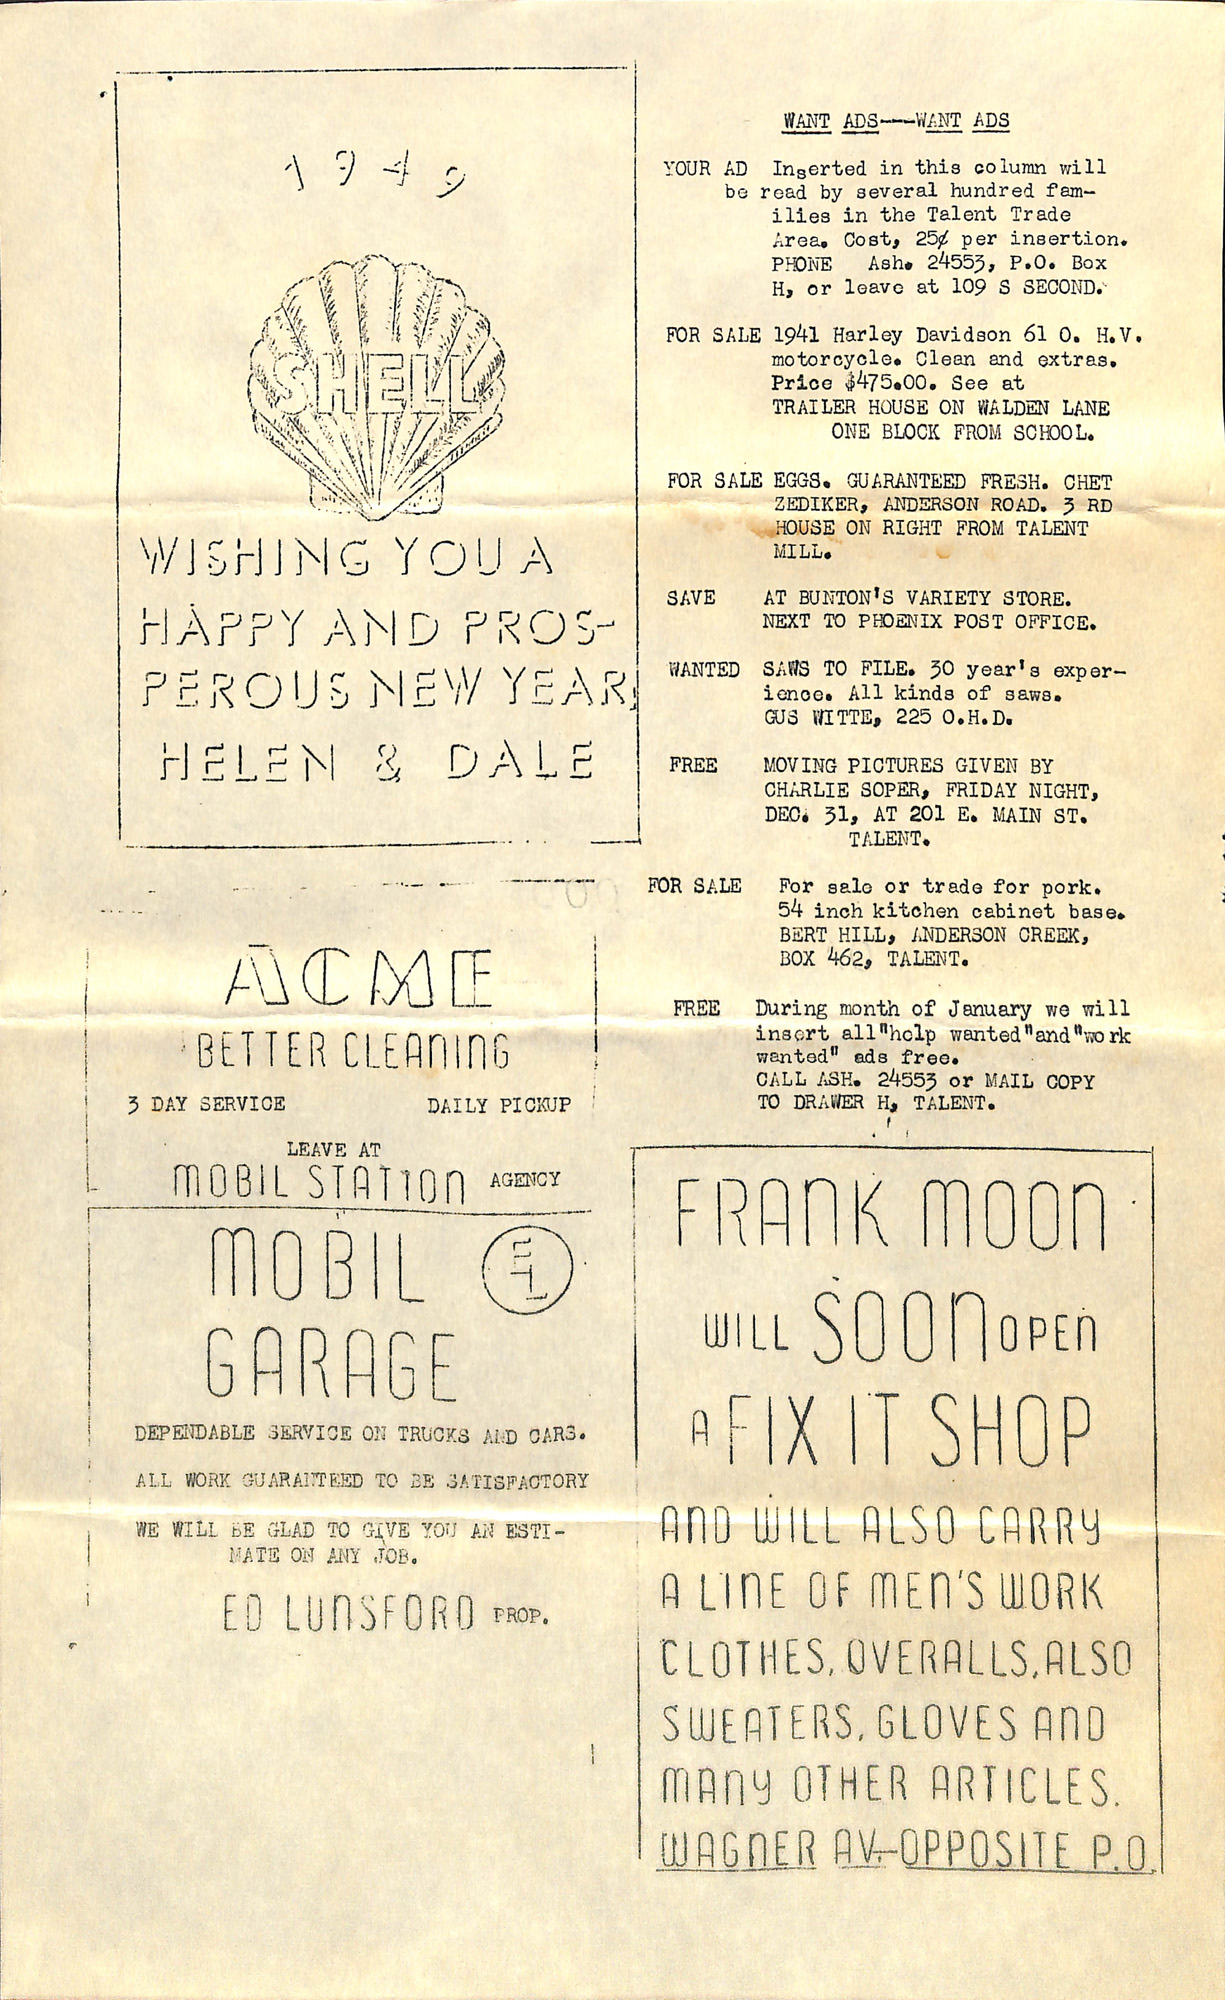 1949
SHELL
WISHING YOU A
HAPPY AND PROS-
PEROUS NEW YEAR,
HELEN & DALE
ACME
BETTER CLEANING
3 DAY SERVICE DAILY PICKUP
LEAVE AT
MOBIL STATION AGENCY
MOBIL
GARAGE
DEPENDABLE SERVICE ON TRUCKS AND CARS.
ALL WORK GUARANTEED TO BE SATISFACTORY
WE WILL BE GLAD TO GIVE YOU AN ESTI-
MATE ON ANY JOB.
ED LUNSFORD PROP.
WANT ADS---WANT ADS
YOUR AD Inserted in this column will
be read by several hundred fam-
ilies in the Talent Trade
Area. Cost, 25¢ per insertion.
PHONE Ash. 24553, P.O. Box
H, or leave at 109 S SECOND.
FOR SALE 1941 Harley Davidson 61 O. H.V.
motorcycle. Clean and extras.
Price $475.00. See at
TRAILER HOUSE ON WALDEN LANE
ONE BLOCK FROM SCHOOL.
FOR SALE EGGS. GUARANTEED FRESH. CHET
ZEDIKER, ANDERSON ROAD. 3 RD
HOUSE ON RIGHT FROM TALENT
MILL.
SAVE AT BUNTON'S VARIETY STORE.
NEXT TO PHOENIX POST OFFICE.
WANTED SAWS TO FILE. 30 year's exper-
ience. All kinds of saws.
GUS WITTE, 225 O.H.D.
FREE MOVING PICTURES GIVEN BY
CHARLIE SOPER, FRIDAY NIGHT,
DEC. 31, AT 201 E. MAIN ST.
TALENT.
FOR SALE For sale or trade for pork.
54 inch kitchen cabinet base.
BERT HILL, ANDERSON CREEK,
BOX 462, TALENT.
FREE During month of January we will
insert all"help wanted"and"work
wanted" ads free.
CALL ASH. 24553 or MAIL COPY
TO DRAWER H, TALENT.
FRANK MOON
WILL SOON OPEN
A FIX IT SHOP
AND WILL ALSO CARRY
A LINE OF MEN'S WORK
CLOTHES, OVERALLS, ALSO
SWEATERS, GLOVES AND
MANY OTHER ARTICLES.
WAGNER AV.-OPPOSITE P.O.